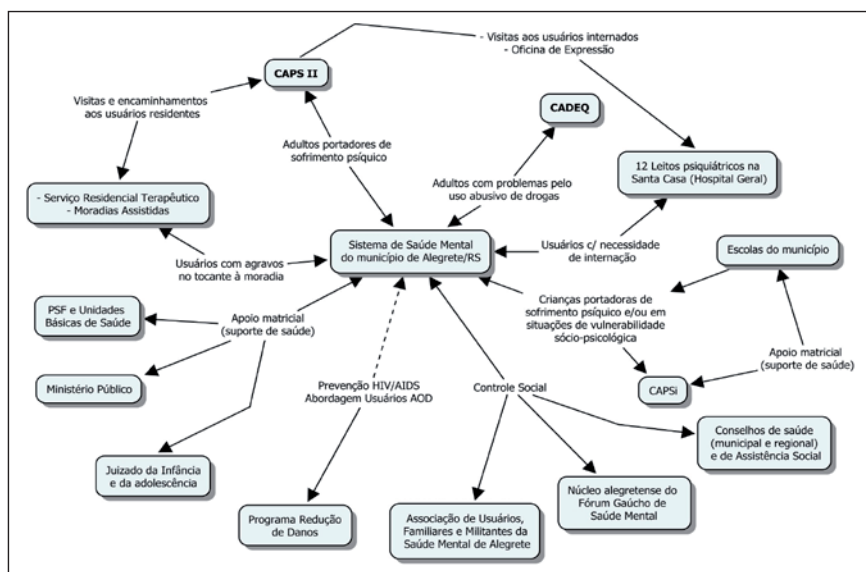 - Visitas aos usuários internados
- Oficina de Expressão
CAPS II
CADEQ
Visitas e encaminhamentos
aos usuários residentes
Adultos portadores de
sofrimento psíquico
12 Leitos psiquiátricos na
Santa Casa (Hospital Geral)
Adultos com problemas pelo
uso abusivo de drogas
- Serviço Residencial Terapêutico
- Moradias Assistidas
Sistema de Saúde Mental
do município de Alegrete/RS
Usuários c/ necessidade
de internação
Escolas do município
Usuários com agravos
no tocante à moradia
Crianças portadoras de
sofrimento psíquico e/ou em
situações de vulnerabilidade
sócio-psicológica
PSF e Unidades
Básicas de Saúde
Apoio matricial
(suporte de saúde)
Apoio matricial
(suporte de saúde)
Ministério Público
Prevenção HIV/AIDS
Abordagem Usuários AOD
Controle Social
CAPSi
Conselhos de saúde
(municipal e regional)
e de Assistência Social
Juizado da Infância
e da adolescência
Núcleo alegretense do
Fórum Gaúcho de
Saúde Mental
Programa Redução
de Danos
Associação de Usuários,
Familiares e Militantes da
Saúde Mental de Alegrete